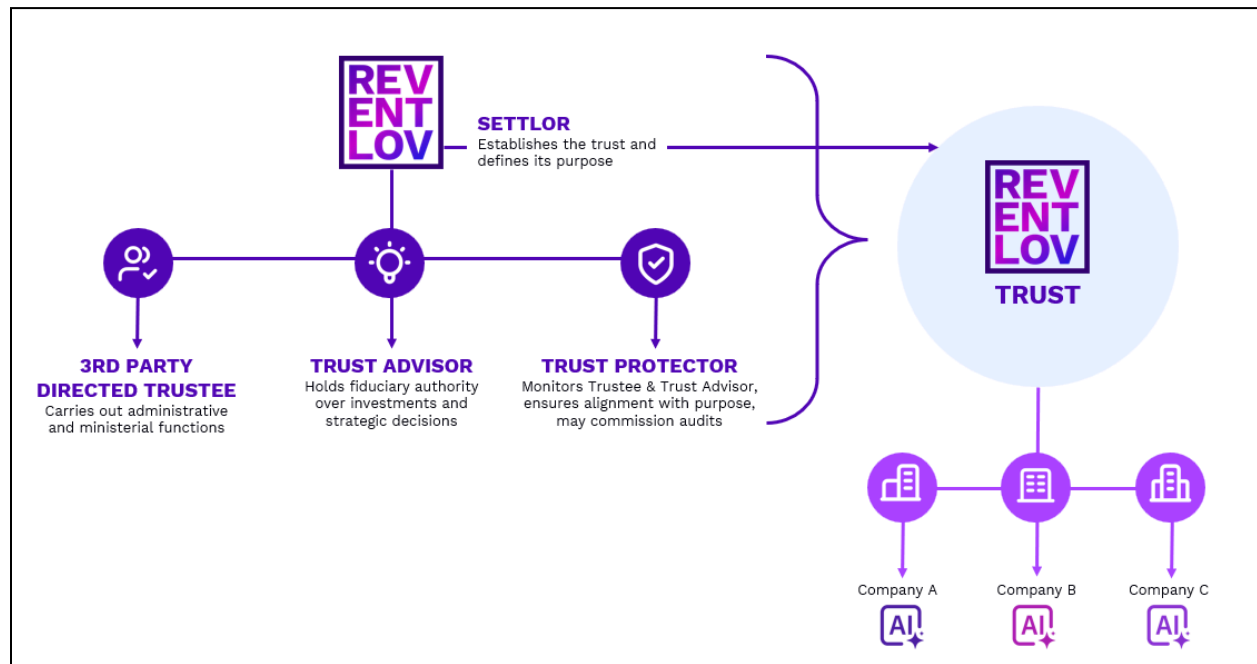 REV
ENT
LOV
SETTLOR
Establishes the trust and
defines its purpose
REV
ENT
LOV
TRUST
3RD PARTY
DIRECTED TRUSTEE
Carries out administrative
and ministerial functions
TRUST ADVISOR
Holds fiduciary authority
over investments and
strategic decisions
TRUST PROTECTOR
Monitors Trustee & Trust Advisor,
ensures alignment with purpose,
may commission audits
Company A
AI
Company B
AI
Company C
AI